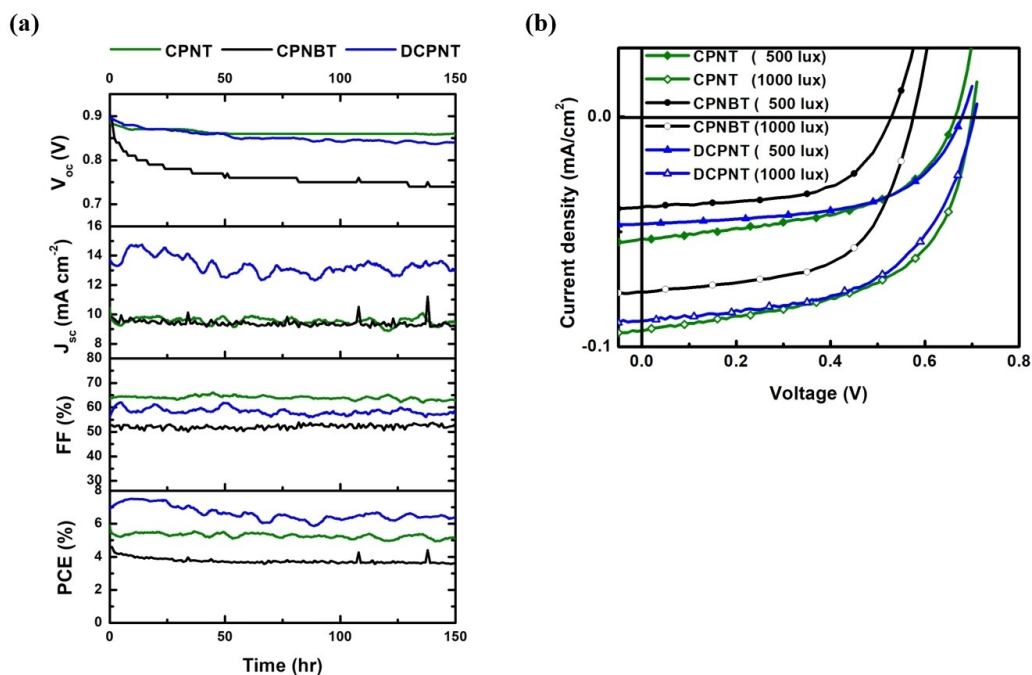 (a)
CPNT CPNBT DCPNT
0 50 100 150
0.9
0.8
0.7
V_oc (V)
16
14
12
10
8
J_sc (mA cm⁻²)
80
70
60
50
40
30
FF (%)
8
6
4
2
0
PCE (%)
0 50 100 150
Time (hr)
(b)
CPNT ( 500 lux)
CPNT (1000 lux)
CPNBT ( 500 lux)
CPNBT (1000 lux)
DCPNT ( 500 lux)
DCPNT (1000 lux)
0.0
-0.1
Current density (mA/cm²)
0.0 0.2 0.4 0.6 0.8
Voltage (V)